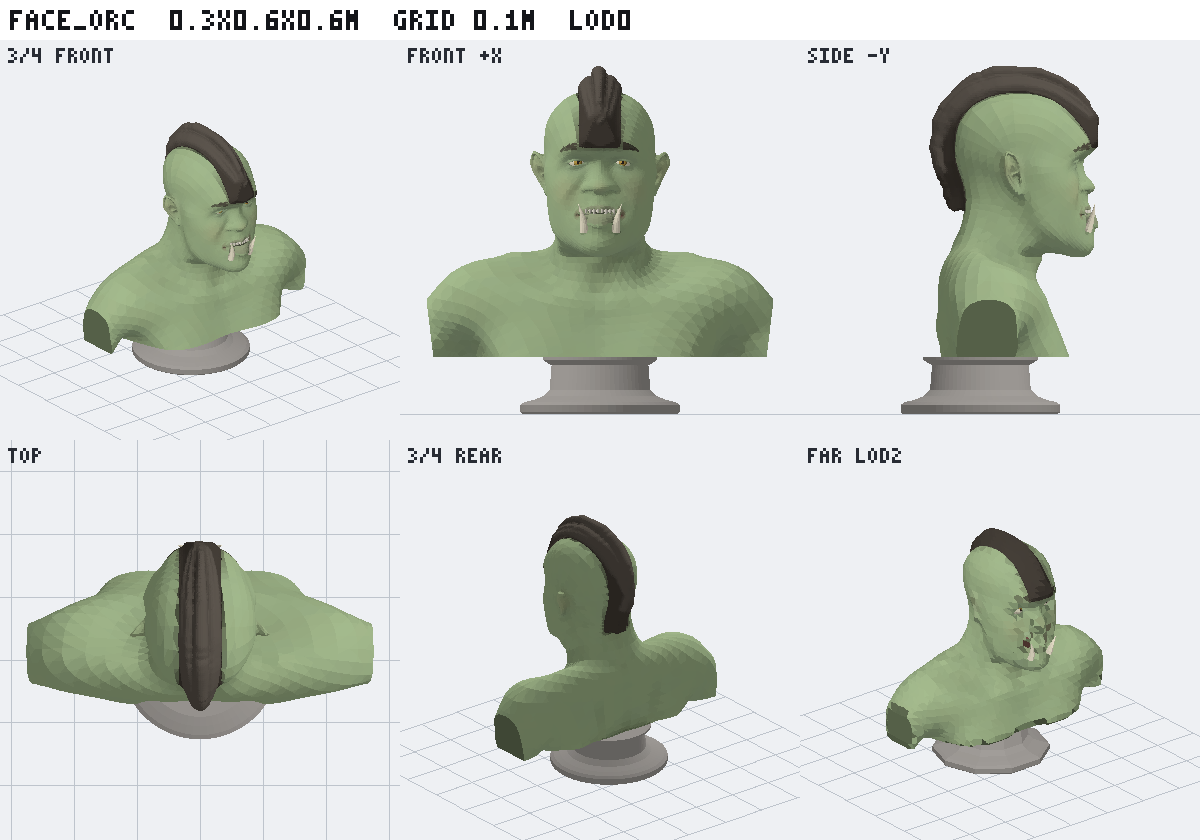 FACE_ORC  0.3X0.6X0.6M  GRID 0.1M  LOD0
3/4 FRONT
FRONT +X
SIDE -Y
TOP
3/4 REAR
FAR LOD2